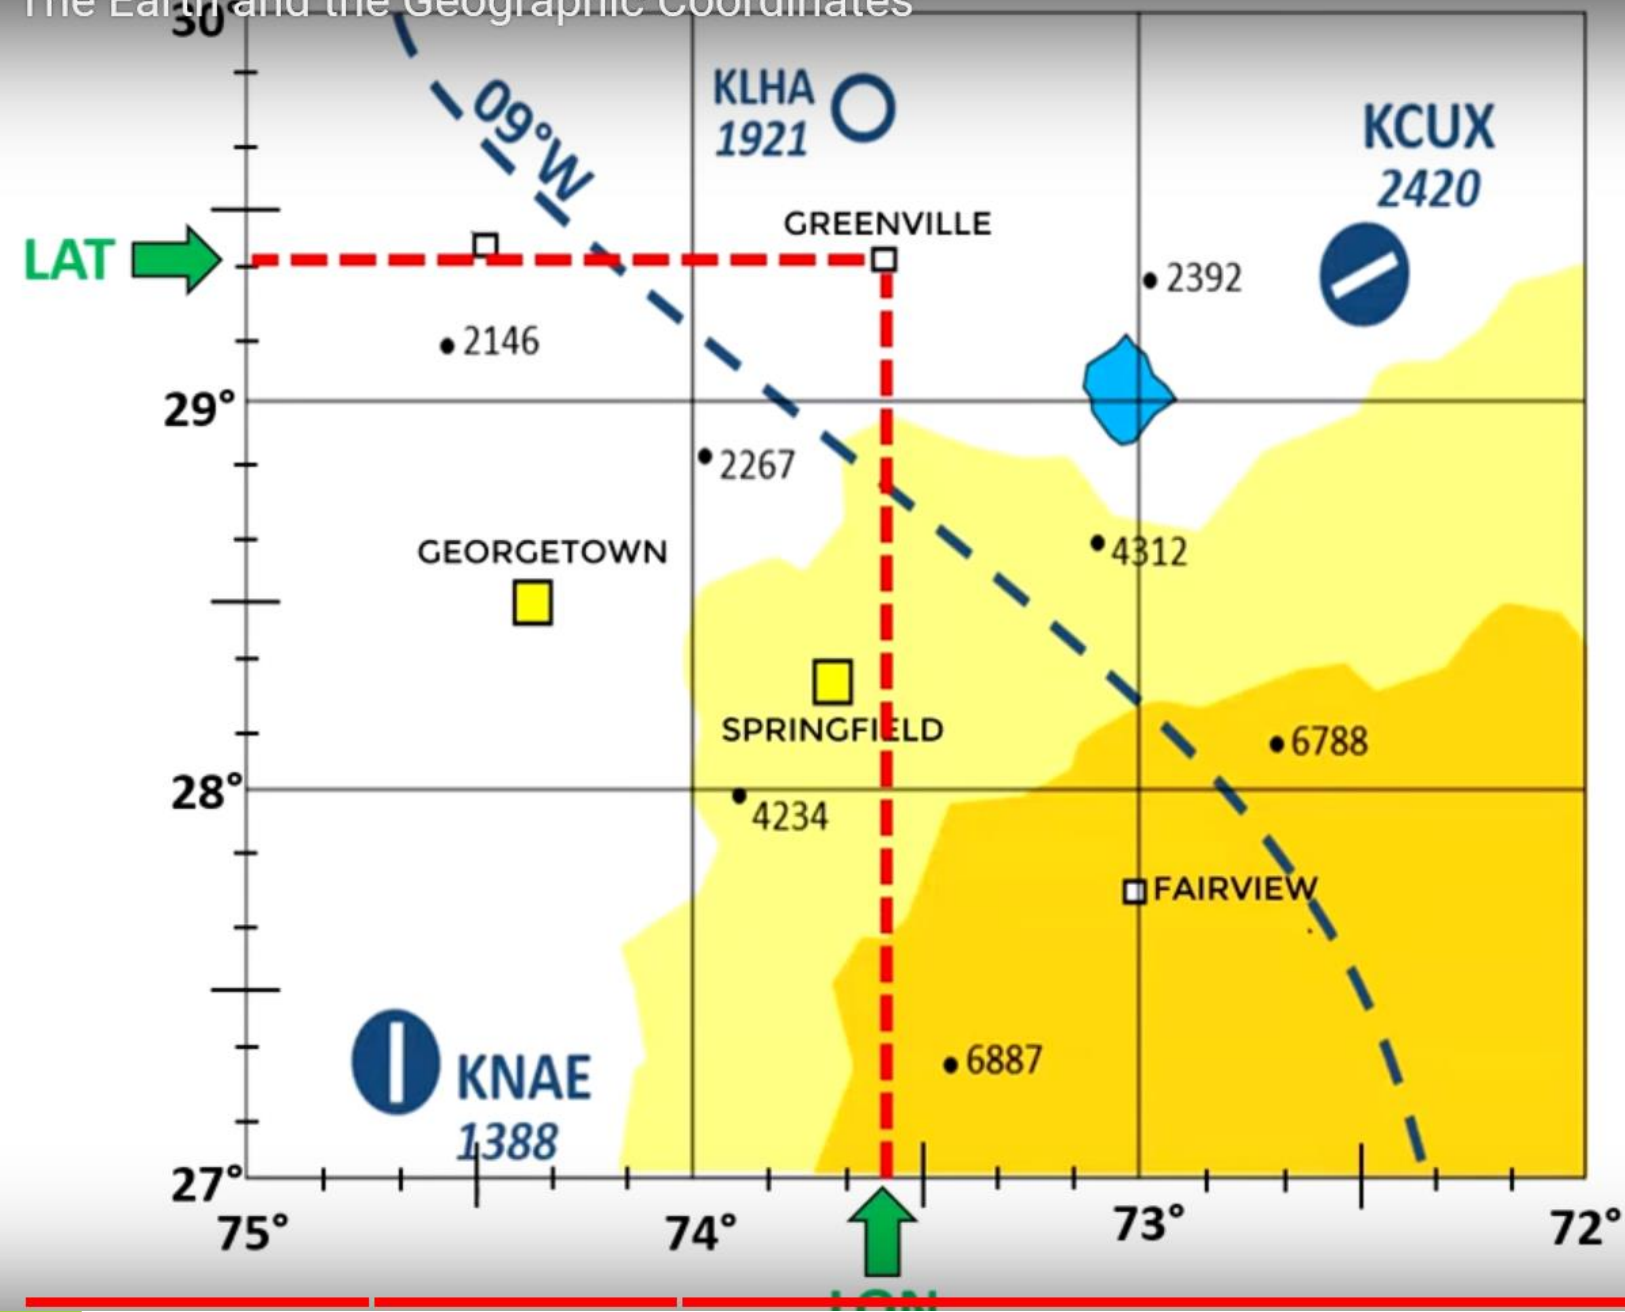 The Earth and the Geographic Coordinates
30°
09°W
KLHA
1921
KCUX
2420
GREENVILLE
LAT
2392
2146
29°
2267
4312
GEORGETOWN
SPRINGFIELD
6788
28°
4234
FAIRVIEW
6887
KNAE
1388
27°
75°
74°
73°
72°
LON